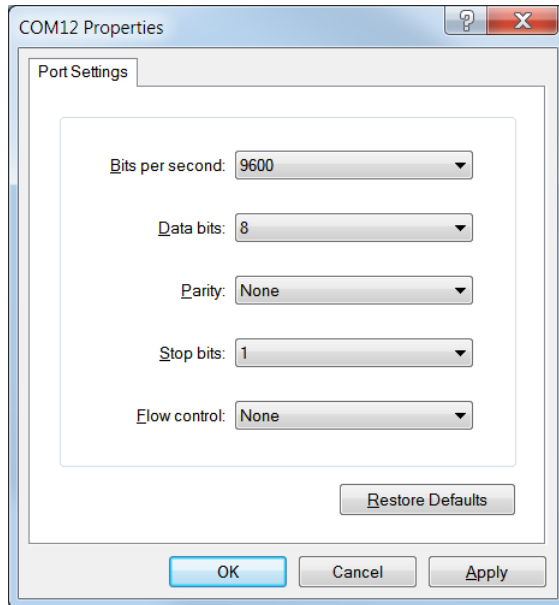 COM12 Properties
Port Settings
Bits per second: 9600
Data bits: 8
Parity: None
Stop bits: 1
Flow control: None
Restore Defaults
OK Cancel Apply